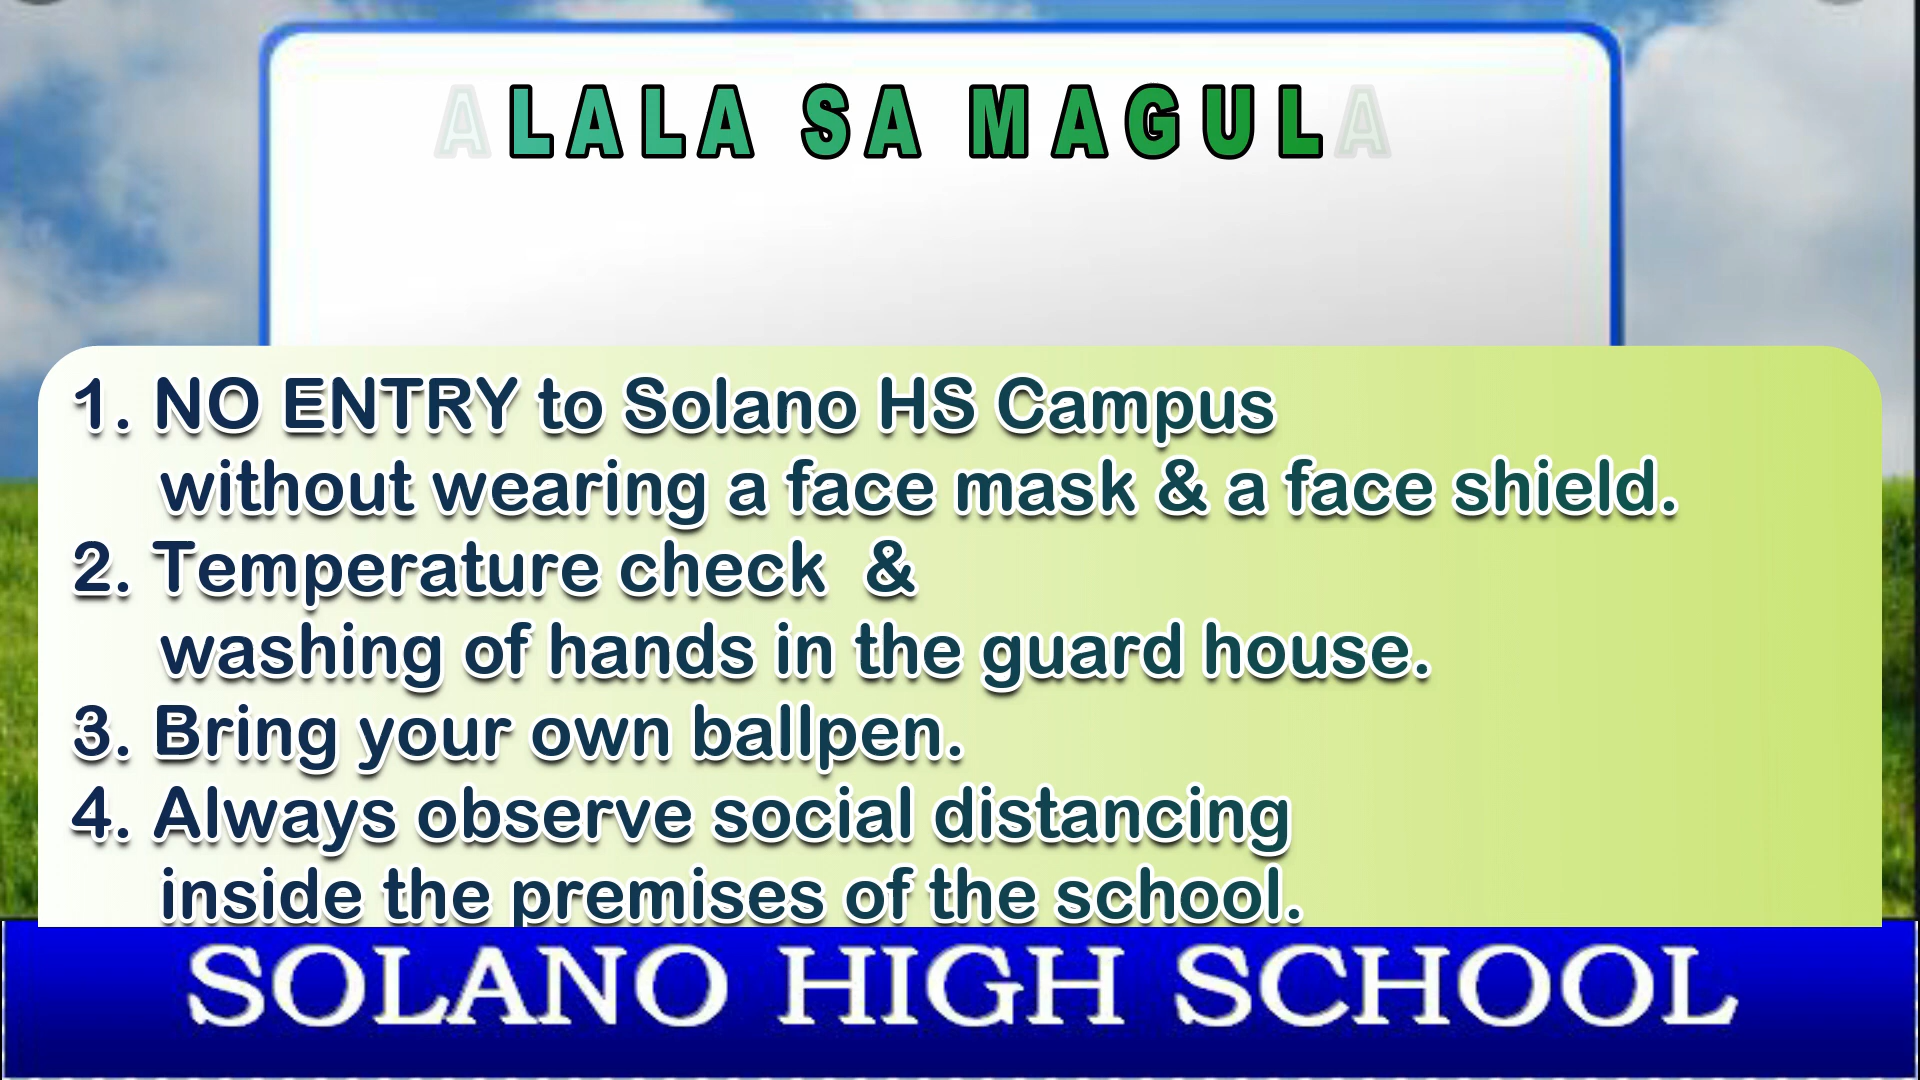 ALALA SA MAGULA
1. NO ENTRY to Solano HS Campus
without wearing a face mask & a face shield.
2. Temperature check &
washing of hands in the guard house.
3. Bring your own ballpen.
4. Always observe social distancing
inside the premises of the school.
SOLANO HIGH SCHOOL